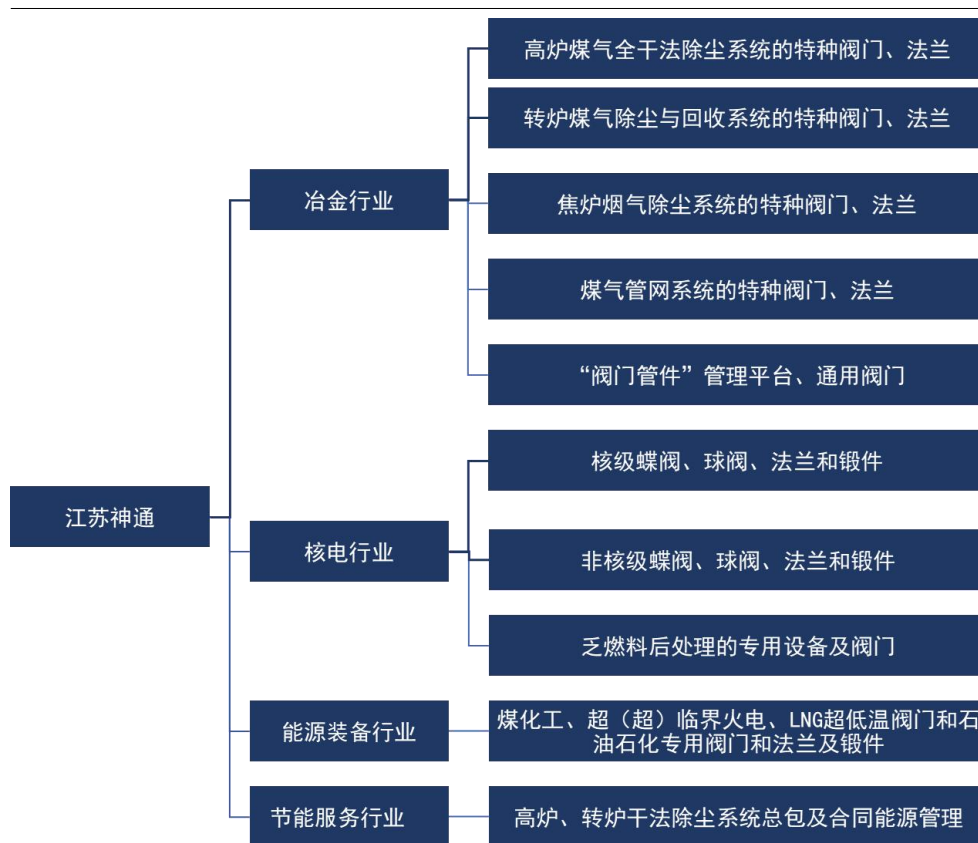 高炉煤气全干法除尘系统的特种阀门、法兰
转炉煤气除尘与回收系统的特种阀门、法兰
冶金行业
焦炉烟气除尘系统的特种阀门、法兰
煤气管网系统的特种阀门、法兰
“阀门管件”管理平台、通用阀门
核级蝶阀、球阀、法兰和锻件
江苏神通
核电行业
非核级蝶阀、球阀、法兰和锻件
乏燃料后处理的专用设备及阀门
能源装备行业
煤化工、超（超）临界火电、LNG超低温阀门和石
油石化专用阀门和法兰及锻件
节能服务行业
高炉、转炉干法除尘系统总包及合同能源管理